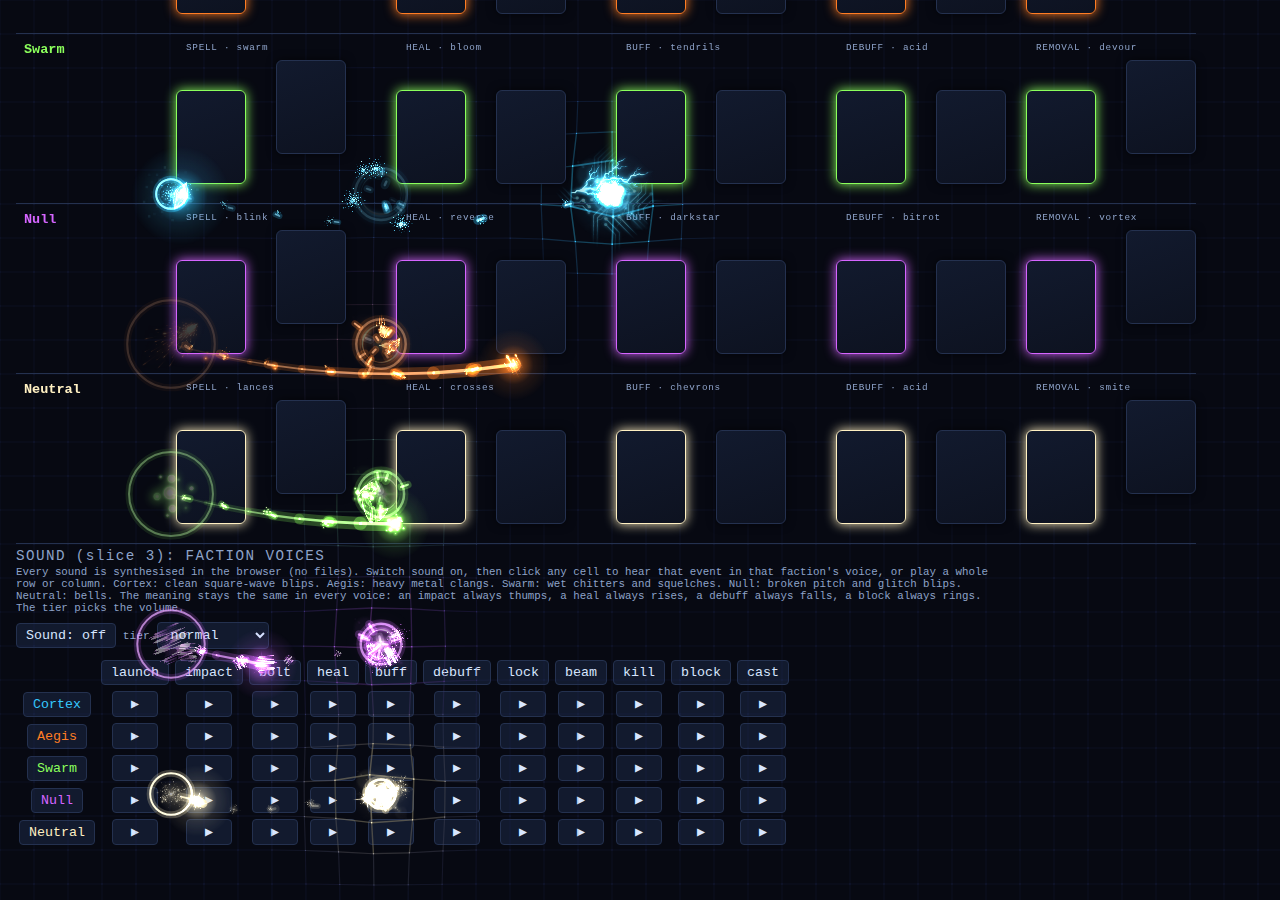 Swarm
SPELL · swarm
HEAL · bloom
BUFF · tendrils
DEBUFF · acid
REMOVAL · devour
Null
SPELL · blink
HEAL · reverse
BUFF · darkstar
DEBUFF · bitrot
REMOVAL · vortex
Neutral
SPELL · lances
HEAL · crosses
BUFF · chevrons
DEBUFF · acid
REMOVAL · smite
SOUND (slice 3): FACTION VOICES
Every sound is synthesised in the browser (no files). Switch sound on, then click any cell to hear that event in that faction's voice, or play a whole
row or column. Cortex: clean square-wave blips. Aegis: heavy metal clangs. Swarm: wet chitters and squelches. Null: broken pitch and glitch blips.
Neutral: bells. The meaning stays the same in every voice: an impact always thumps, a heal always rises, a debuff always falls, a block always rings.
The tier picks the volume.
Sound: off tier normal
launch impact bolt heal buff debuff lock beam kill block cast
Cortex
Aegis
Swarm
Null
Neutral